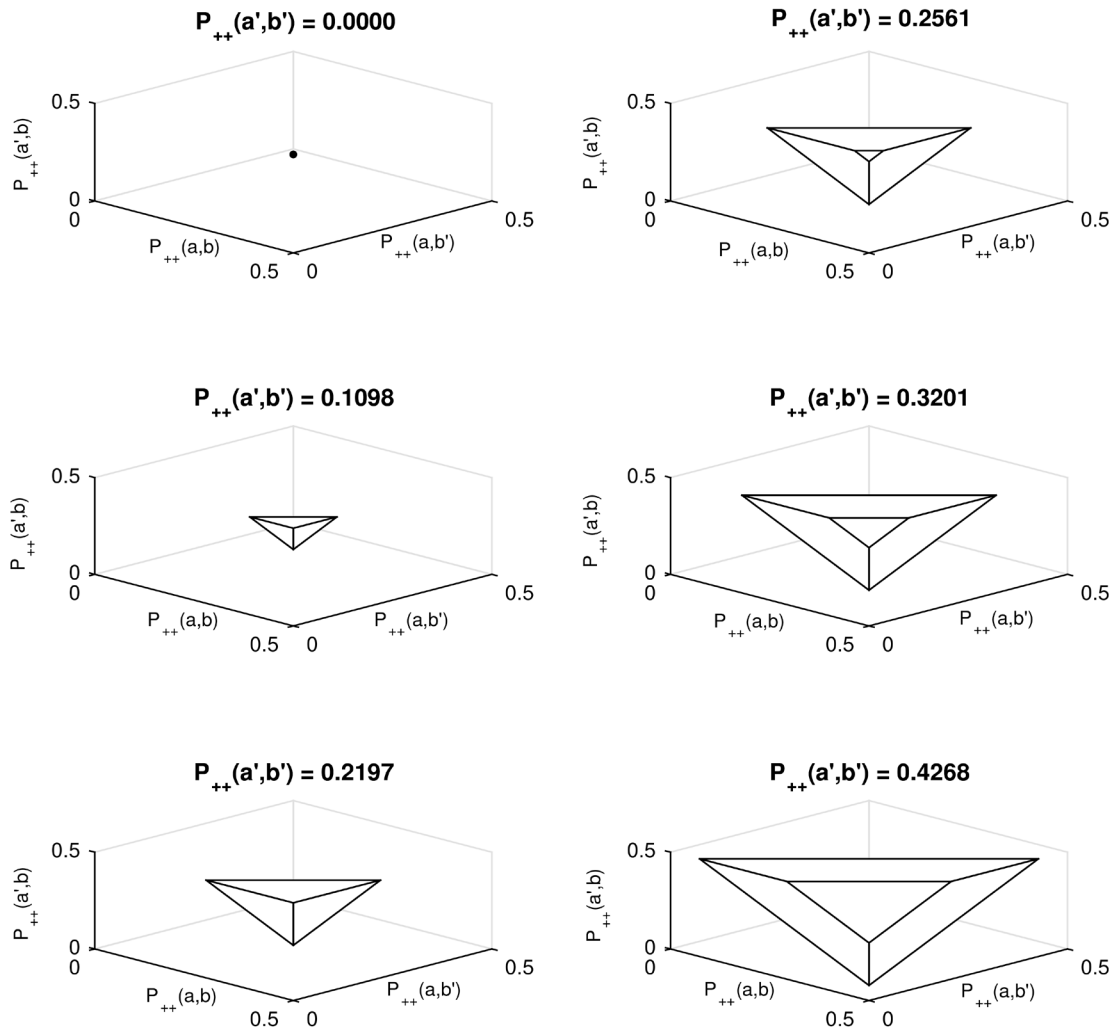 P++(a',b') = 0.0000
0.5
P++(a',b)
0
0
P++(a,b)
P++(a,b')
0.5
0.5
0
P++(a',b') = 0.2561
0.5
P++(a',b)
0
0
P++(a,b)
P++(a,b')
0.5
0.5
0
P++(a',b') = 0.1098
0.5
P++(a',b)
0
0
P++(a,b)
P++(a,b')
0.5
0.5
0
P++(a',b') = 0.3201
0.5
P++(a',b)
0
0
P++(a,b)
P++(a,b')
0.5
0.5
0
P++(a',b') = 0.2197
0.5
P++(a',b)
0
0
P++(a,b)
P++(a,b')
0.5
0.5
0
P++(a',b') = 0.4268
0.5
P++(a',b)
0
0
P++(a,b)
P++(a,b')
0.5
0.5
0